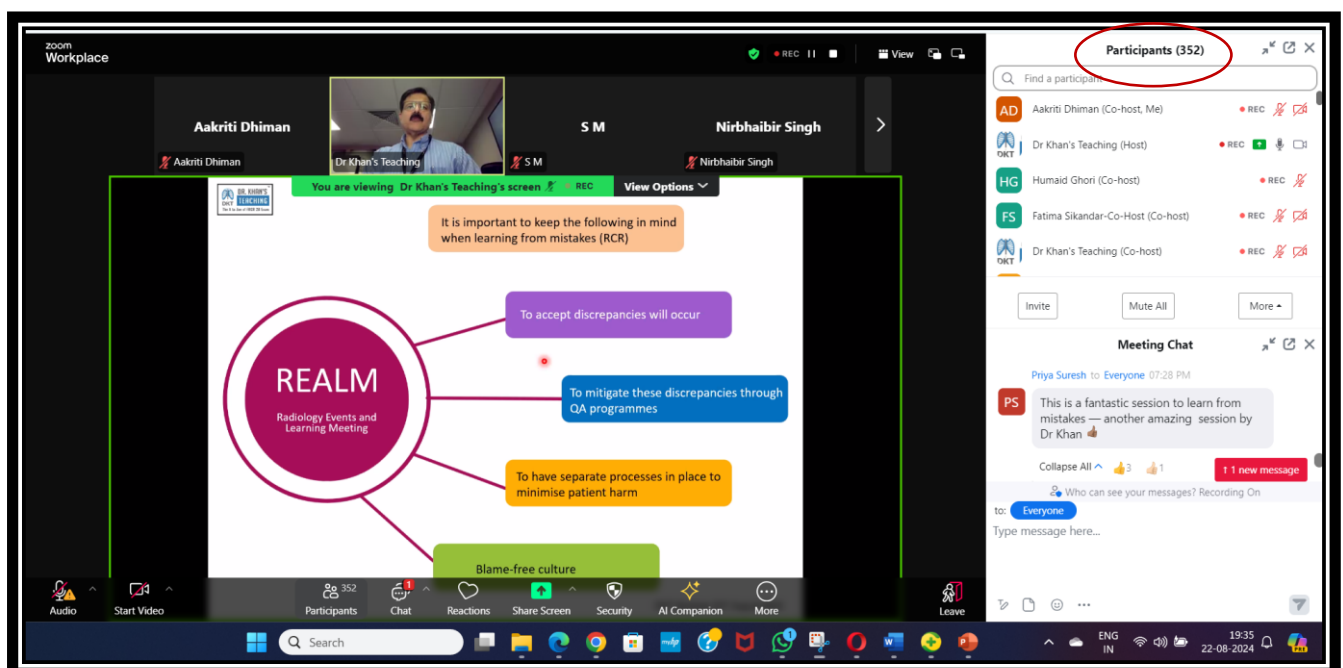 zoom
Workplace
REC
View
Aakriti Dhiman
S M
Nirbhaibir Singh
Aakriti Dhiman
Dr Khan's Teaching
S M
Nirbhaibir Singh
You are viewing Dr Khan's Teaching's screen
REC
View Options
DR. KHAN'S
TEACHING
DKT
It is important to keep the following in mind
when learning from mistakes (RCR)
To accept discrepancies will occur
REALM
Radiology Events and
Learning Meeting
To mitigate these discrepancies through
QA programmes
To have separate processes in place to
minimise patient harm
Blame-free culture
Audio
Start Video
352
Participants
1
Chat
Reactions
Share Screen
Security
AI Companion
More
Leave
Participants (352)
Find a participant
AD
Aakriti Dhiman (Co-host, Me)
REC
DKT
Dr Khan's Teaching (Host)
REC
HG
Humaid Ghori (Co-host)
REC
FS
Fatima Sikandar-Co-Host (Co-host)
REC
DKT
Dr Khan's Teaching (Co-host)
REC
Invite
Mute All
More
Meeting Chat
Priya Suresh to Everyone 07:28 PM
PS
This is a fantastic session to learn from
mistakes — another amazing session by
Dr Khan 👍🏾
Collapse All
👍3
👍1
↑ 1 new message
Who can see your messages? Recording On
to: Everyone
Type message here...
Search
ENG
IN
19:35
22-08-2024